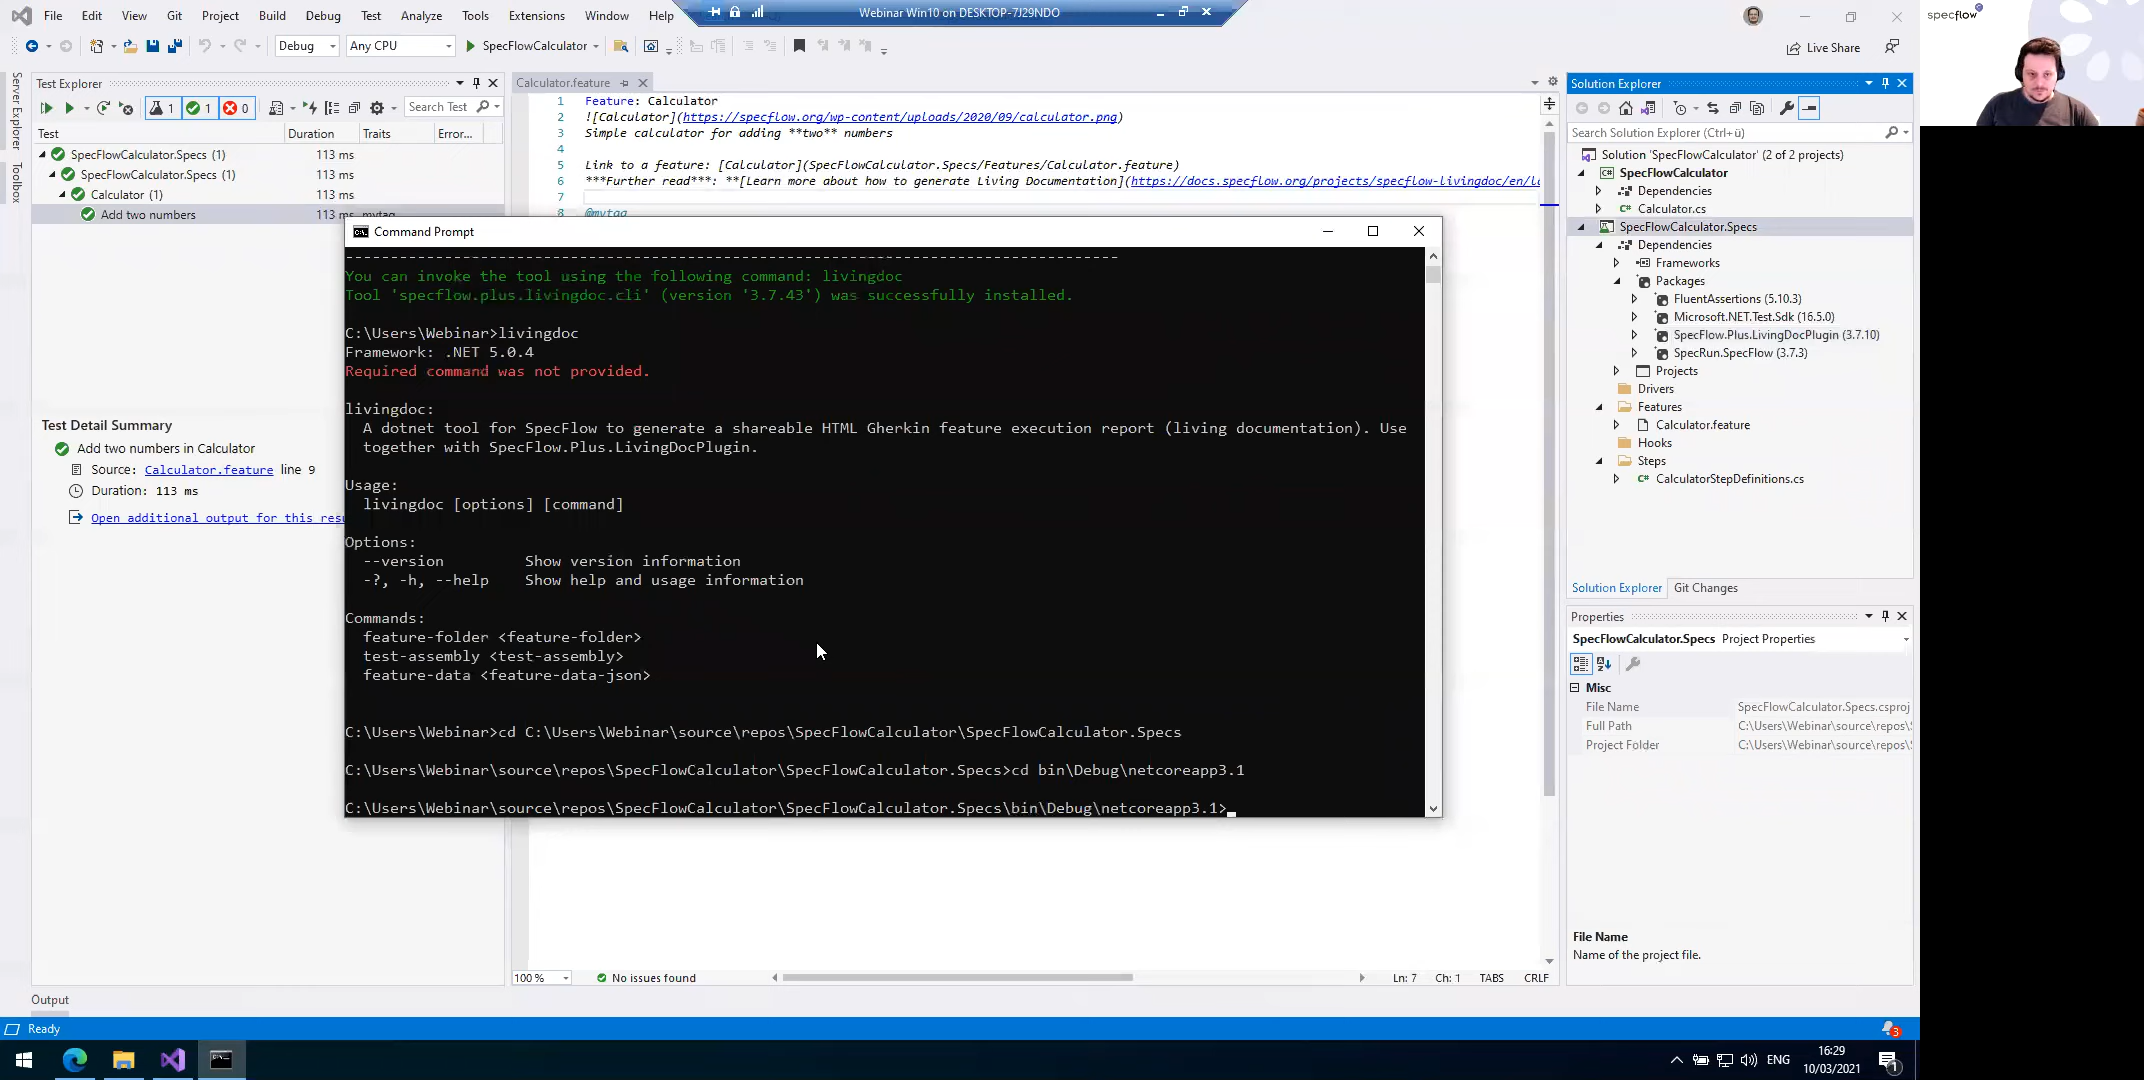 File Edit View Git Project Build Debug Test Analyze Tools Extensions Window Help
Webinar Win10 on DESKTOP-7J29NDO
specflow
Debug Any CPU SpecFlowCalculator
Live Share
Server Explorer
Toolbox
Test Explorer
1 1 0
Search Test
Test Duration Traits Error...
SpecFlowCalculator.Specs (1) 113 ms
SpecFlowCalculator.Specs (1) 113 ms
Calculator (1) 113 ms
Add two numbers 113 ms mytag
Test Detail Summary
Add two numbers in Calculator
Source: Calculator.feature line 9
Duration: 113 ms
Open additional output for this resu
Calculator.feature
1 Feature: Calculator
2 ![Calculator](https://specflow.org/wp-content/uploads/2020/09/calculator.png)
3 Simple calculator for adding **two** numbers
4
5 Link to a feature: [Calculator](SpecFlowCalculator.Specs/Features/Calculator.feature)
6 ***Further read***: **[Learn more about how to generate Living Documentation](https://docs.specflow.org/projects/specflow-livingdoc/en/la
7
8 @mytag
Command Prompt
You can invoke the tool using the following command: livingdoc
Tool 'specflow.plus.livingdoc.cli' (version '3.7.43') was successfully installed.
C:\Users\Webinar>livingdoc
Framework: .NET 5.0.4
Required command was not provided.
livingdoc:
A dotnet tool for SpecFlow to generate a shareable HTML Gherkin feature execution report (living documentation). Use
together with SpecFlow.Plus.LivingDocPlugin.
Usage:
livingdoc [options] [command]
Options:
--version Show version information
-?, -h, --help Show help and usage information
Commands:
feature-folder <feature-folder>
test-assembly <test-assembly>
feature-data <feature-data-json>
C:\Users\Webinar>cd C:\Users\Webinar\source\repos\SpecFlowCalculator\SpecFlowCalculator.Specs
C:\Users\Webinar\source\repos\SpecFlowCalculator\SpecFlowCalculator.Specs>cd bin\Debug\netcoreapp3.1
C:\Users\Webinar\source\repos\SpecFlowCalculator\SpecFlowCalculator.Specs\bin\Debug\netcoreapp3.1>
100 % No issues found Ln: 7 Ch: 1 TABS CRLF
Solution Explorer
Search Solution Explorer (Ctrl+ü)
Solution 'SpecFlowCalculator' (2 of 2 projects)
SpecFlowCalculator
Dependencies
C# Calculator.cs
SpecFlowCalculator.Specs
Dependencies
Frameworks
Packages
FluentAssertions (5.10.3)
Microsoft.NET.Test.Sdk (16.5.0)
SpecFlow.Plus.LivingDocPlugin (3.7.10)
SpecRun.SpecFlow (3.7.3)
Projects
Drivers
Features
Calculator.feature
Hooks
Steps
C# CalculatorStepDefinitions.cs
Solution Explorer Git Changes
Properties
SpecFlowCalculator.Specs Project Properties
Misc
File Name SpecFlowCalculator.Specs.csproj
Full Path C:\Users\Webinar\source\repos\S
Project Folder C:\Users\Webinar\source\repos\S
File Name
Name of the project file.
Output
Ready
3
ENG
16:29
10/03/2021
1